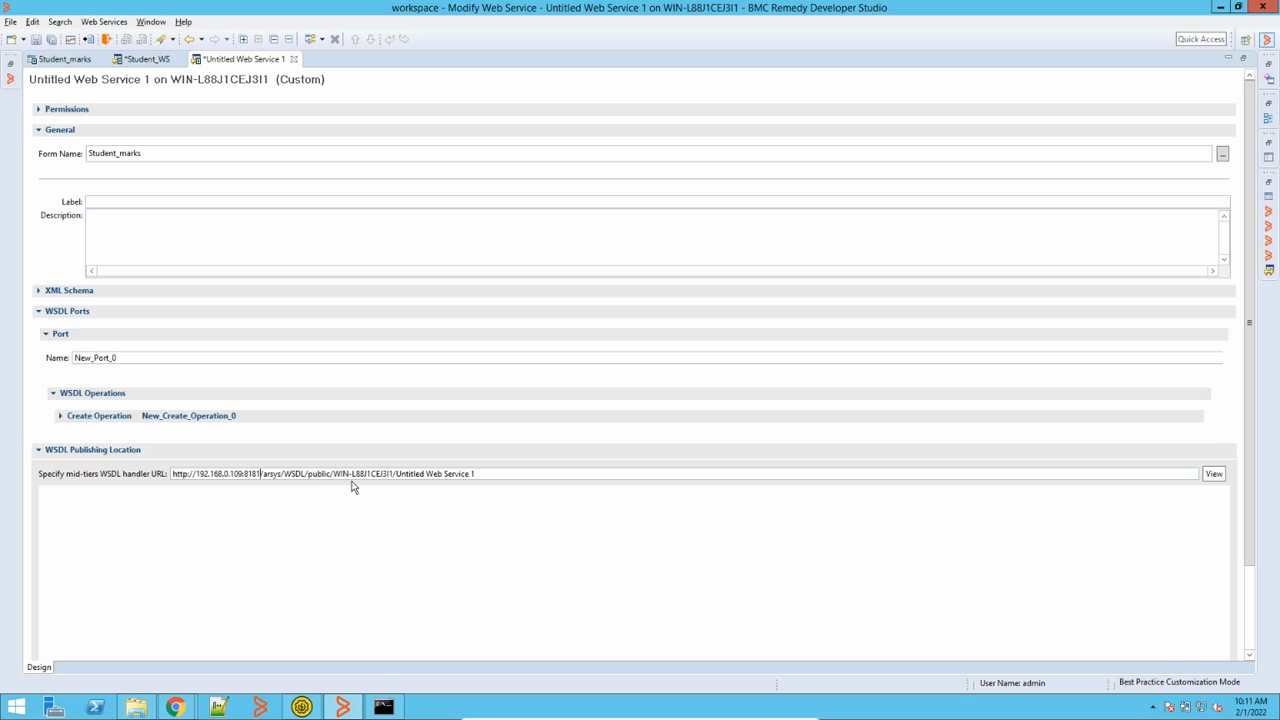 workspace - Modify Web Service - Untitled Web Service 1 on WIN-L88J1CEJ3I1 - BMC Remedy Developer Studio
File Edit Search Web Services Window Help
Quick Access
Student_marks *Student_WS *Untitled Web Service 1
Untitled Web Service 1 on WIN-L88J1CEJ3I1 (Custom)
Permissions
General
Form Name: Student_marks ...
Label:
Description:
XML Schema
WSDL Ports
Port
Name: New_Port_0
WSDL Operations
Create Operation New_Create_Operation_0
WSDL Publishing Location
Specify mid-tiers WSDL handler URL: http://192.168.0.109:8181/arsys/WSDL/public/WIN-L88J1CEJ3I1/Untitled Web Service 1 View
Design
User Name: admin Best Practice Customization Mode
10:11 AM
2/1/2022